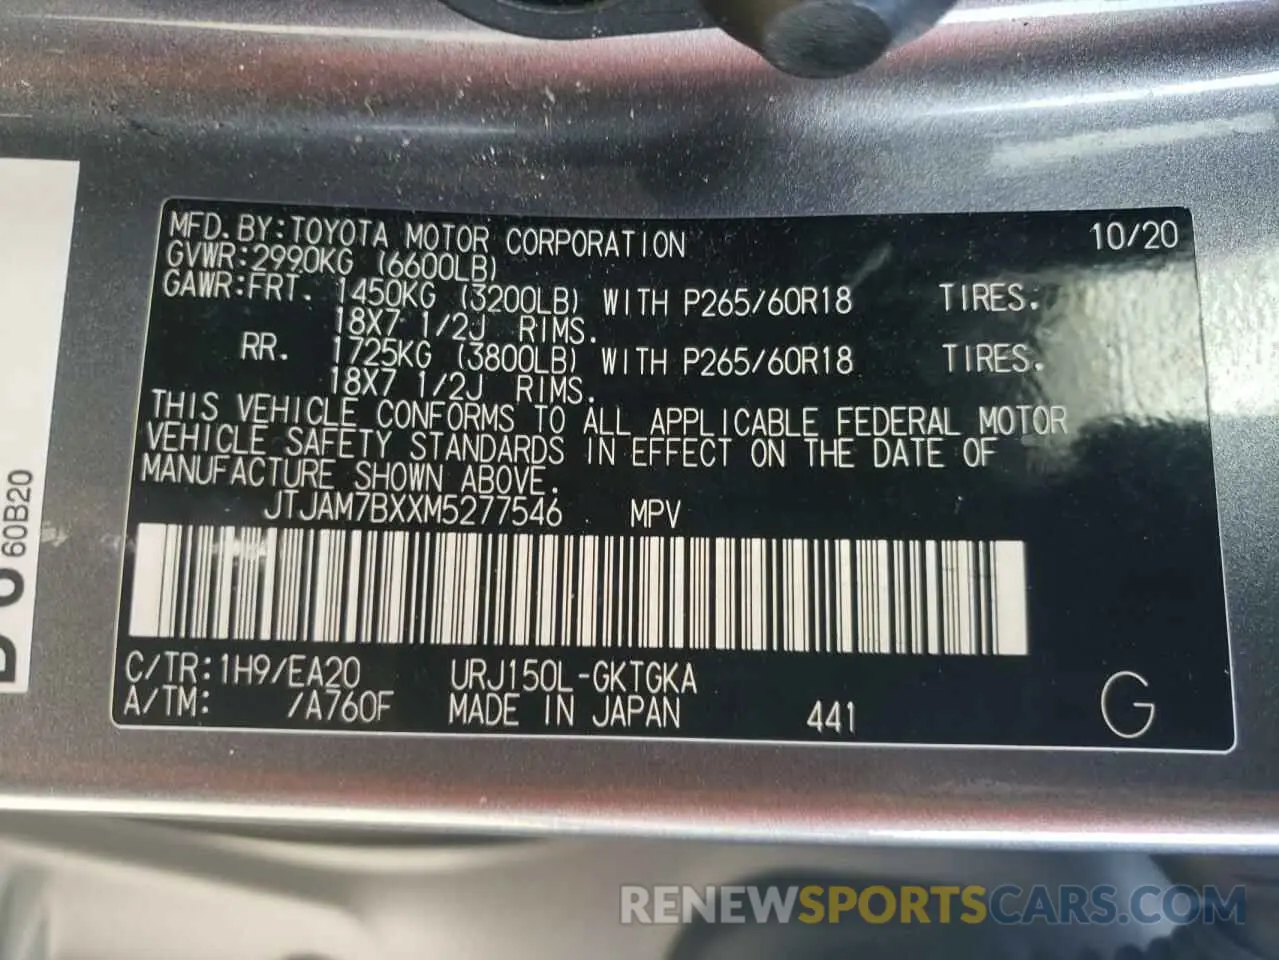 MFD. BY: TOYOTA MOTOR CORPORATION 10/20
GVWR: 2990KG (6600LB)
GAWR: FRT. 1450KG (3200LB) WITH P265/60R18 TIRES.
18X7 1/2J RIMS.
RR. 1725KG (3800LB) WITH P265/60R18 TIRES.
18X7 1/2J RIMS.
THIS VEHICLE CONFORMS TO ALL APPLICABLE FEDERAL MOTOR
VEHICLE SAFETY STANDARDS IN EFFECT ON THE DATE OF
MANUFACTURE SHOWN ABOVE.
JTJAM7BXXM5277546 MPV
C/TR: 1H9/EA20 URJ150L-GKTGKA
A/TM: /A760F MADE IN JAPAN 441 G
60B20
RENEWSPORTSCARS.COM